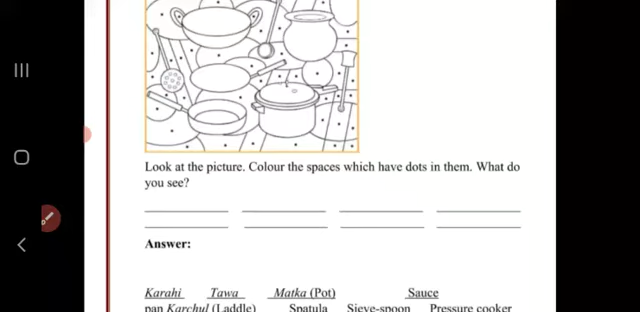 Look at the picture. Colour the spaces which have dots in them. What do
you see?
Answer:
Karahi Tawa Matka (Pot) Sauce
pan Karchul (Laddle) Spatula Sieve-spoon Pressure cooker